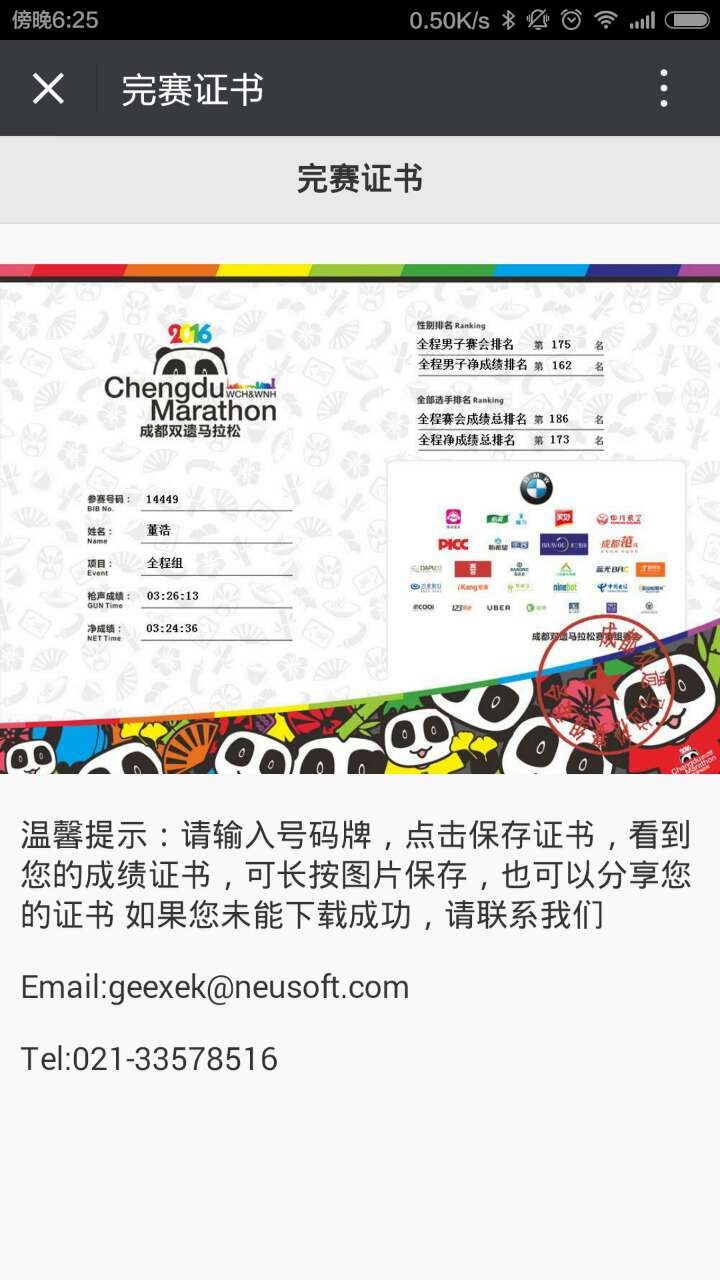 傍晚6:25
0.50K/s
完赛证书
完赛证书
2016
Chengdu
WCH&WNH
Marathon
成都双遗马拉松
参赛号码：
BIB No.
14449
姓名：
Name
董浩
项目：
Event
全程组
枪声成绩：
GUN Time
03:26:13
净成绩：
NET Time
03:24:36
性别排名 Ranking
全程男子赛会排名 第 175 名
全程男子净成绩排名 第 162 名
全部选手排名 Ranking
全程赛会成绩总排名 第 186 名
全程净成绩总排名 第 173 名
BMW
PICC
ninebot
UBER
成都双遗马拉松赛
Chengdu
Marathon
温馨提示：请输入号码牌，点击保存证书，看到
您的成绩证书，可长按图片保存，也可以分享您
的证书 如果您未能下载成功，请联系我们
Email:geexek@neusoft.com
Tel:021-33578516